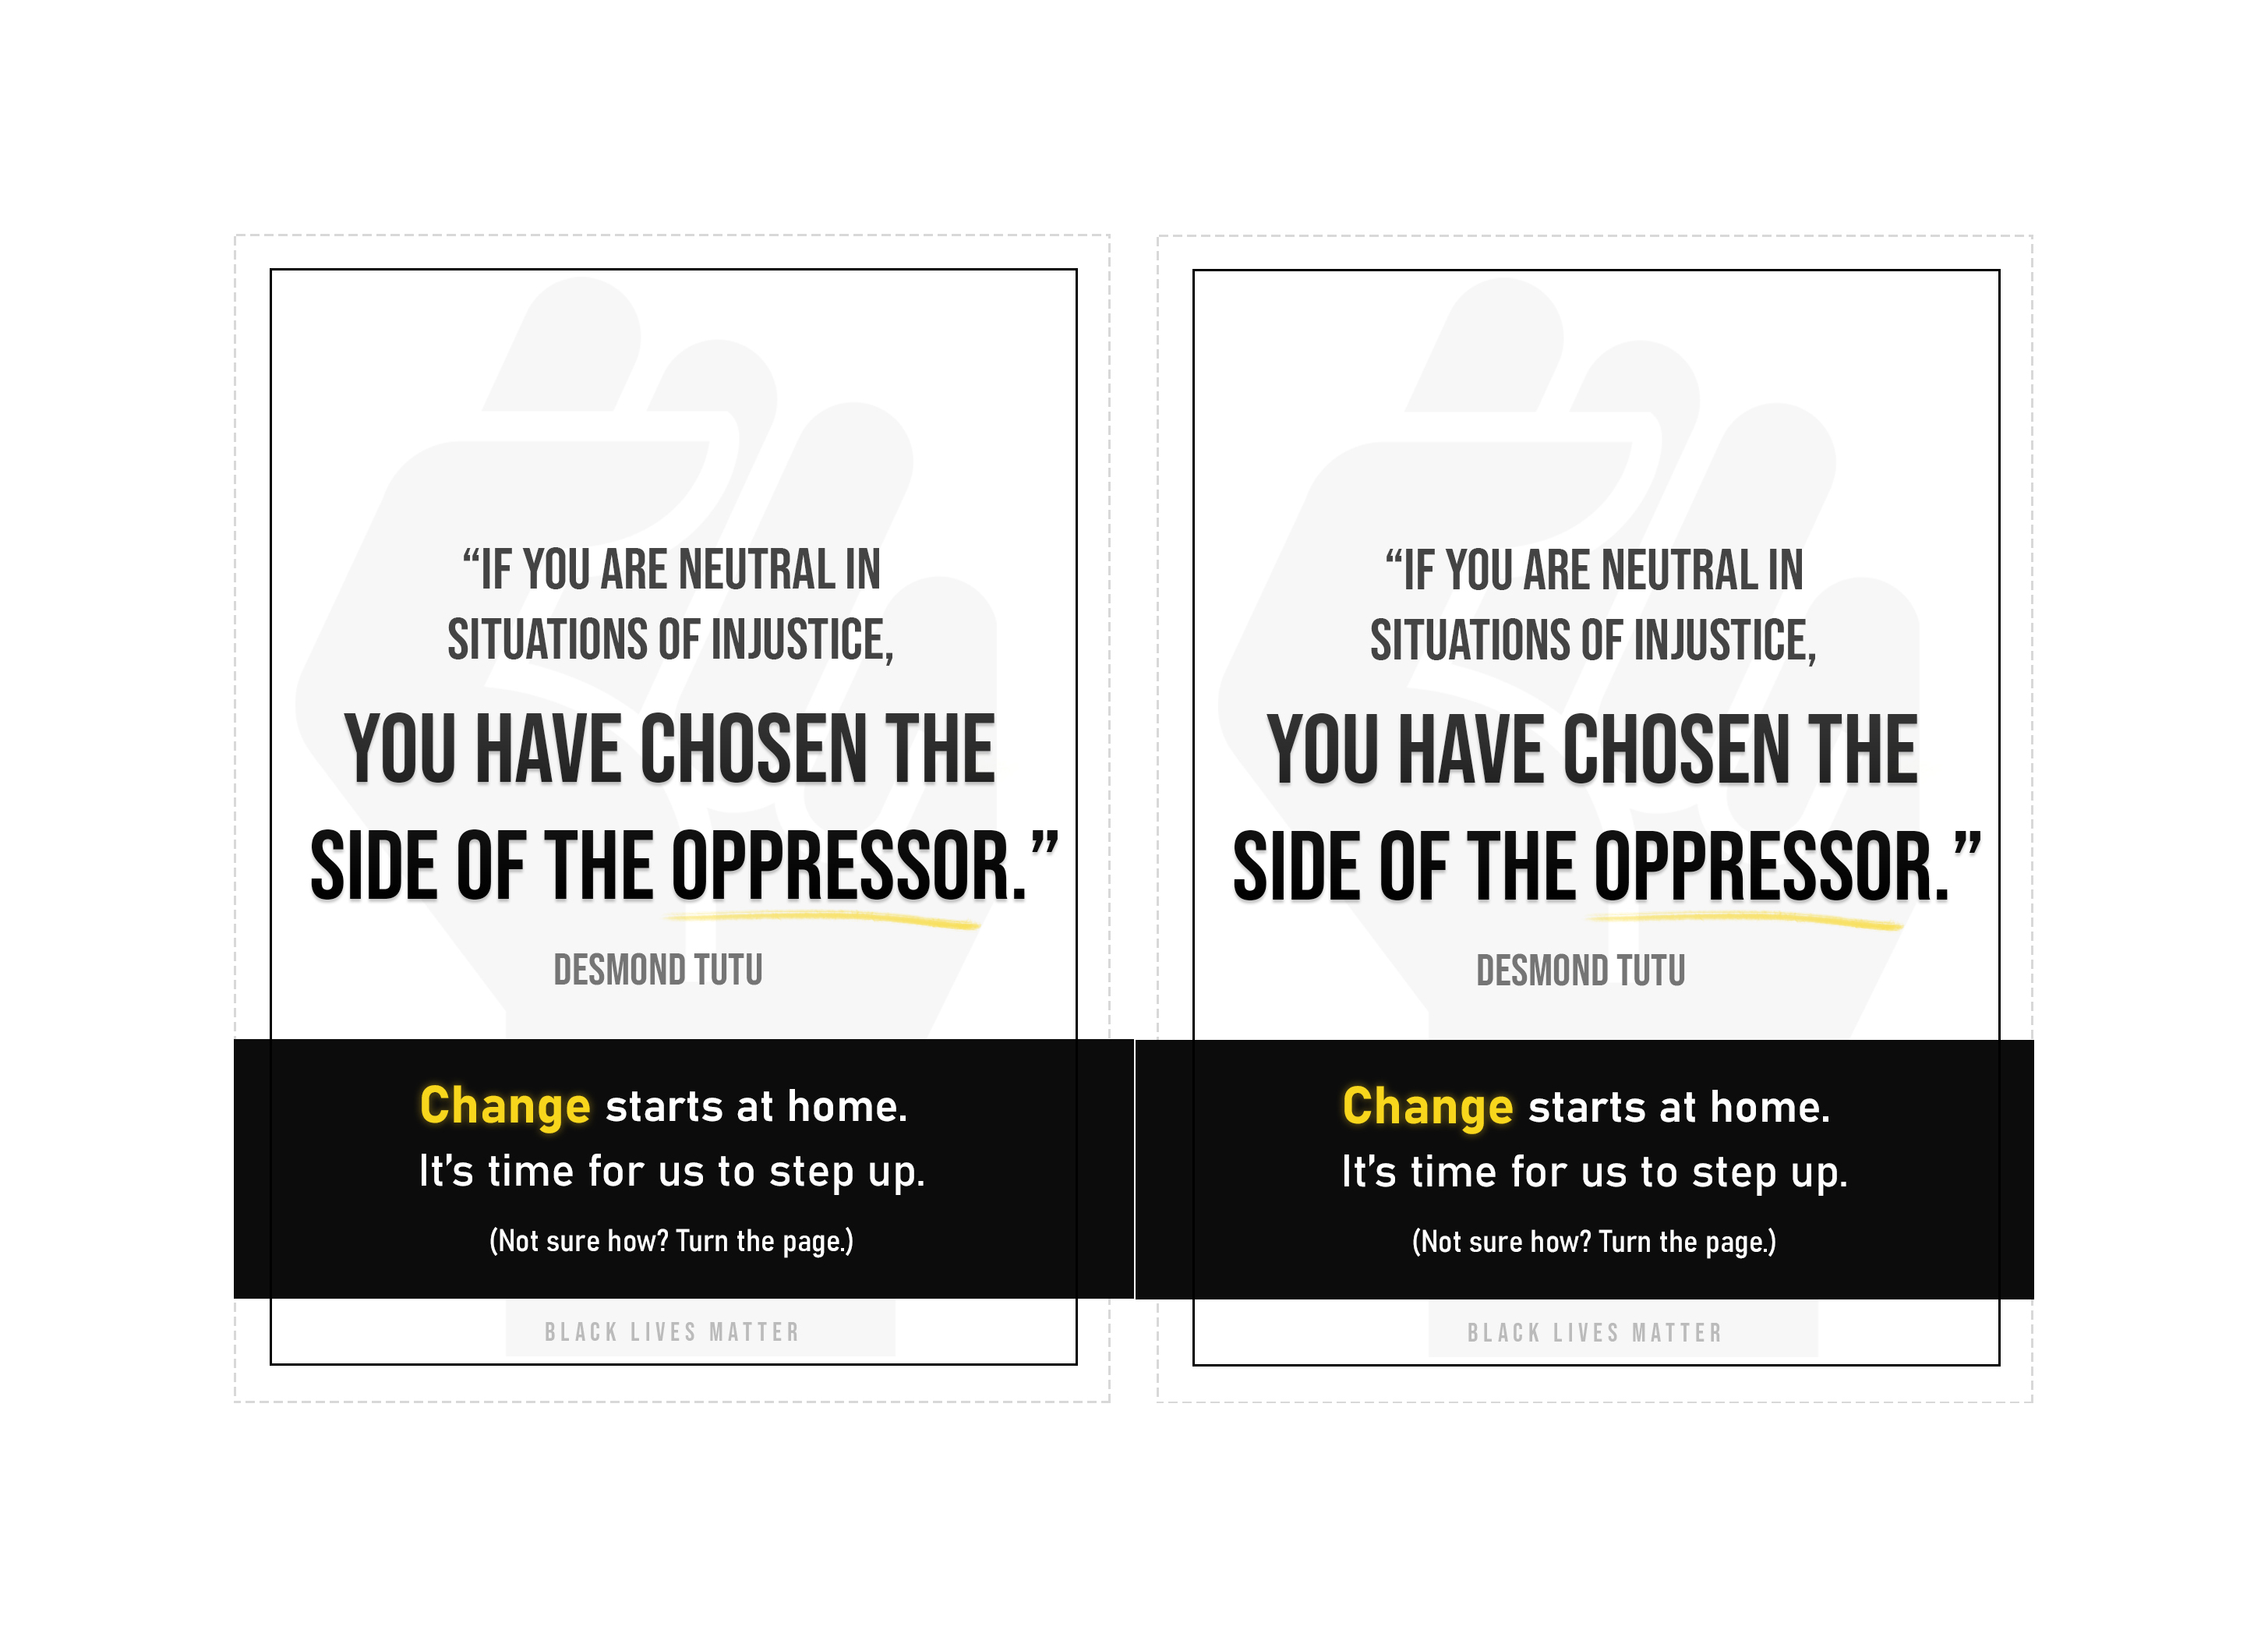 “IF YOU ARE NEUTRAL IN
SITUATIONS OF INJUSTICE,
YOU HAVE CHOSEN THE
SIDE OF THE OPPRESSOR.”
DESMOND TUTU
Change starts at home.
It’s time for us to step up.
(Not sure how? Turn the page.)
BLACK LIVES MATTER
“IF YOU ARE NEUTRAL IN
SITUATIONS OF INJUSTICE,
YOU HAVE CHOSEN THE
SIDE OF THE OPPRESSOR.”
DESMOND TUTU
Change starts at home.
It’s time for us to step up.
(Not sure how? Turn the page.)
BLACK LIVES MATTER